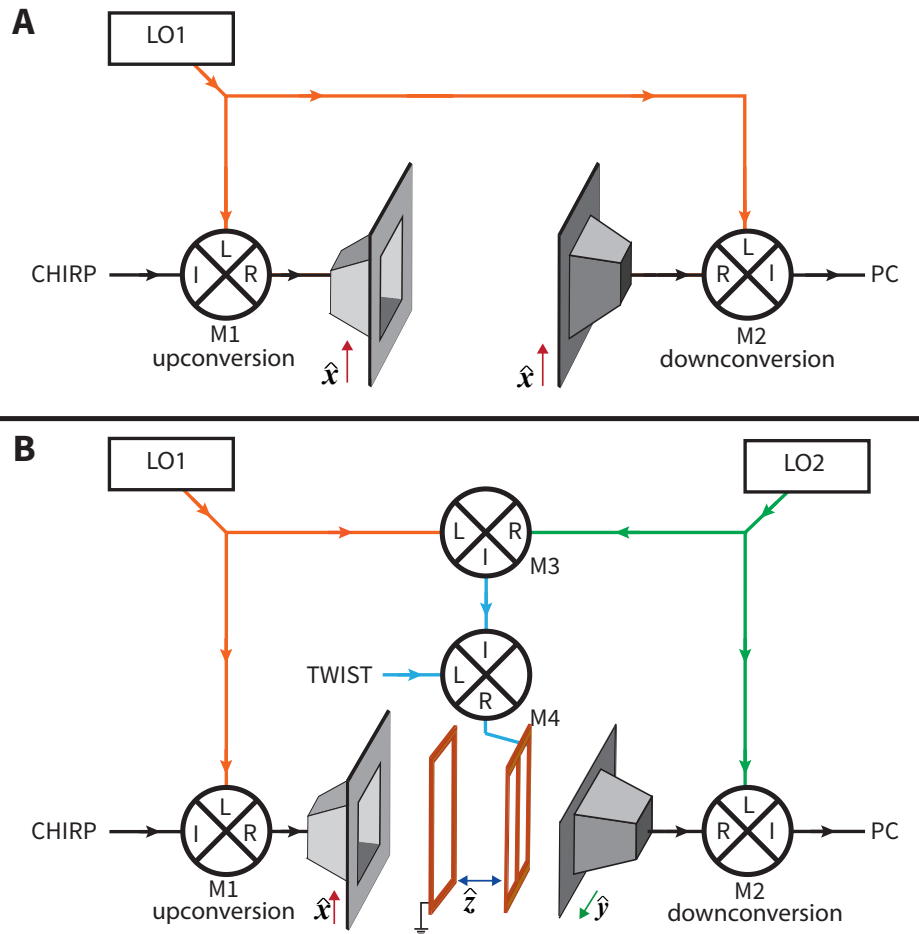 A
LO1
L
I
R
CHIRP
M1
upconversion
x̂
x̂
L
R
I
PC
M2
downconversion
B
LO1
LO2
L
R
I
M3
I
L
R
TWIST
M4
L
I
R
CHIRP
M1
upconversion
x̂
ẑ
ŷ
L
R
I
PC
M2
downconversion